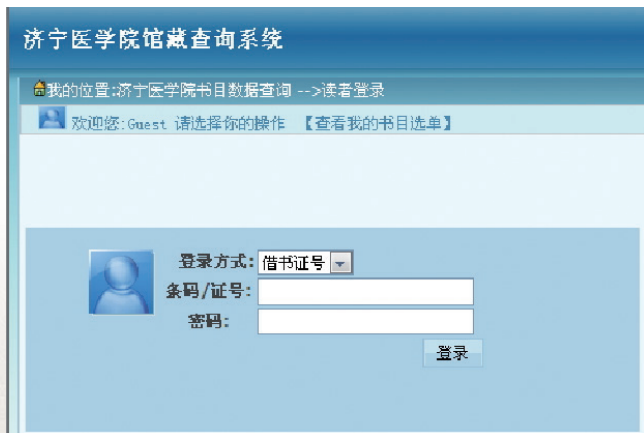 济宁医学院馆藏查询系统
我的位置:济宁医学院书目数据查询 -->读者登录
欢迎您:Guest 请选择你的操作 【查看我的书目选单】
登录方式: 借书证号
条码/证号:
密码:
登录